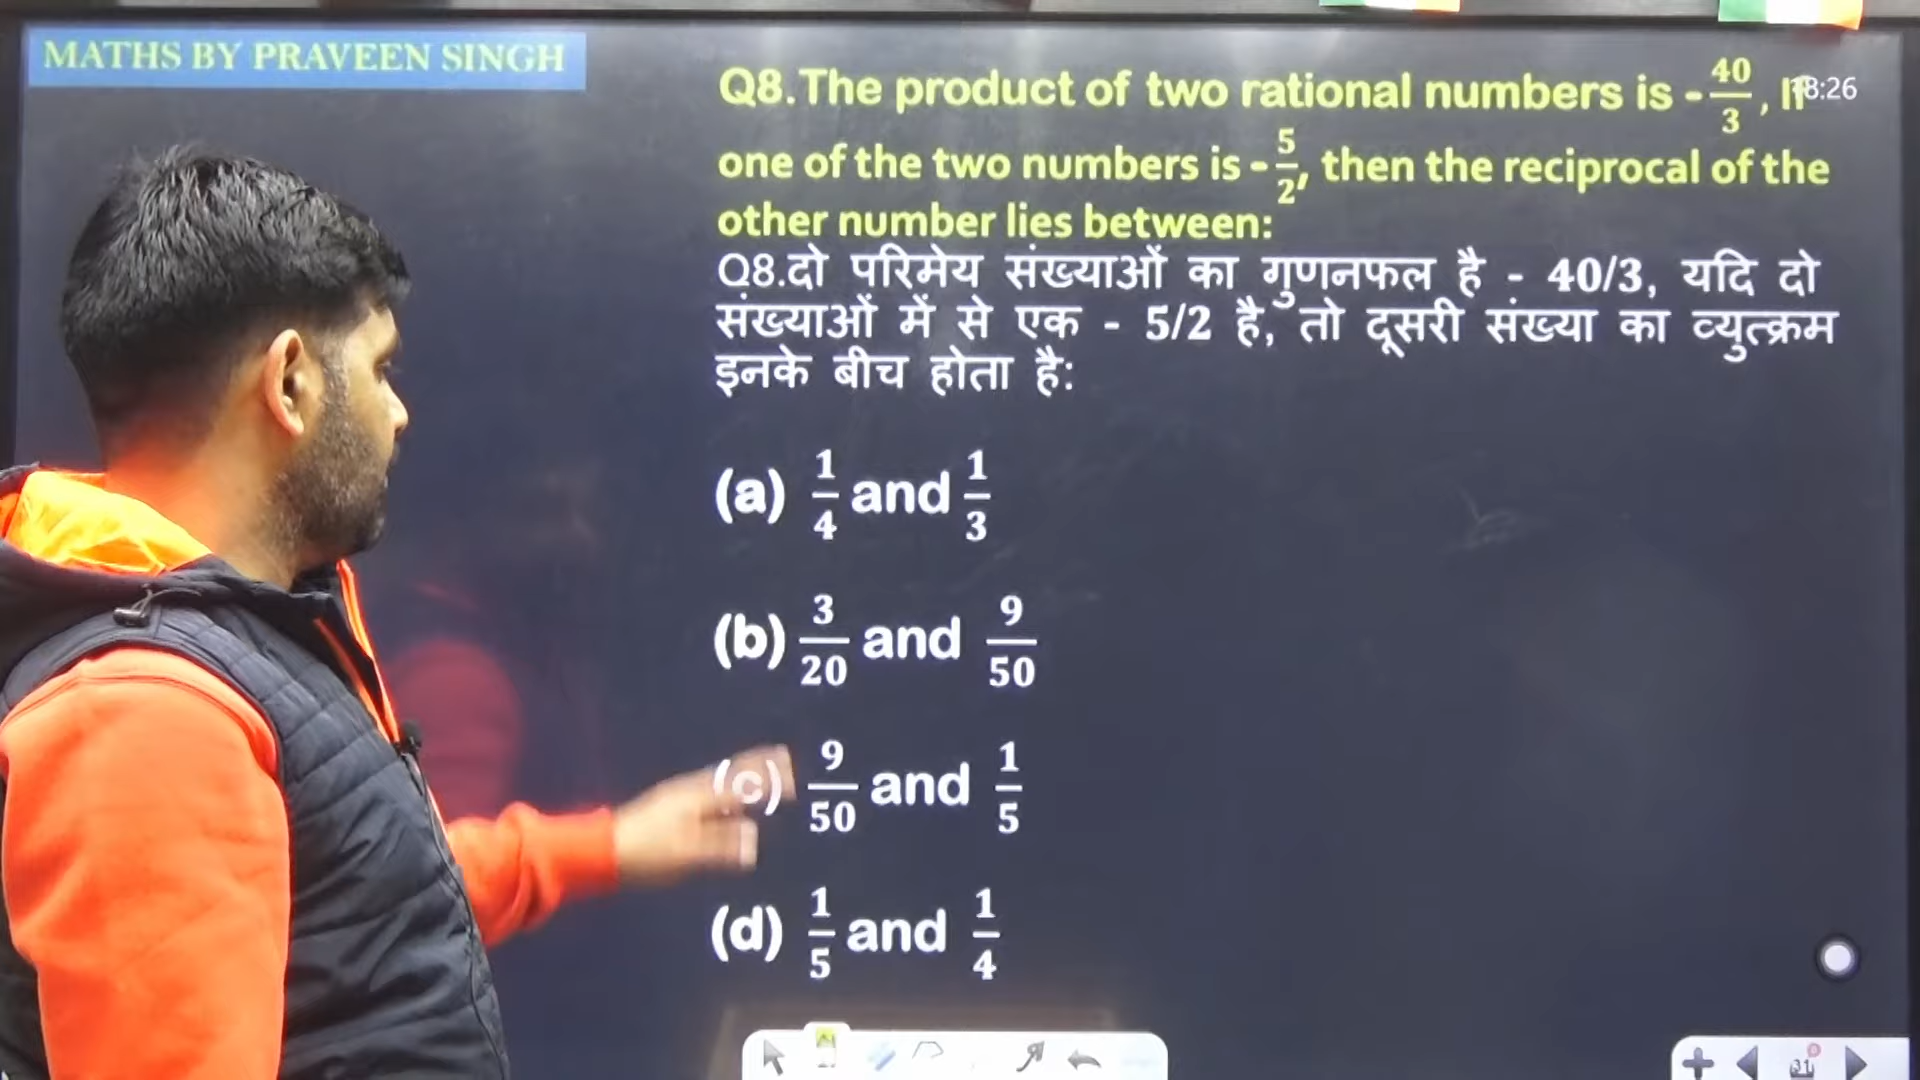 MATHS BY PRAVEEN SINGH
Q8.The product of two rational numbers is -40/3, If
18:26
one of the two numbers is -5/2, then the reciprocal of the
other number lies between:
Q8.दो परिमेय संख्याओं का गुणनफल है - 40/3, यदि दो
संख्याओं में से एक - 5/2 है, तो दूसरी संख्या का व्युत्क्रम
इनके बीच होता है:
(a) 1/4 and 1/3
(b) 3/20 and 9/50
(c) 9/50 and 1/5
(d) 1/5 and 1/4
31